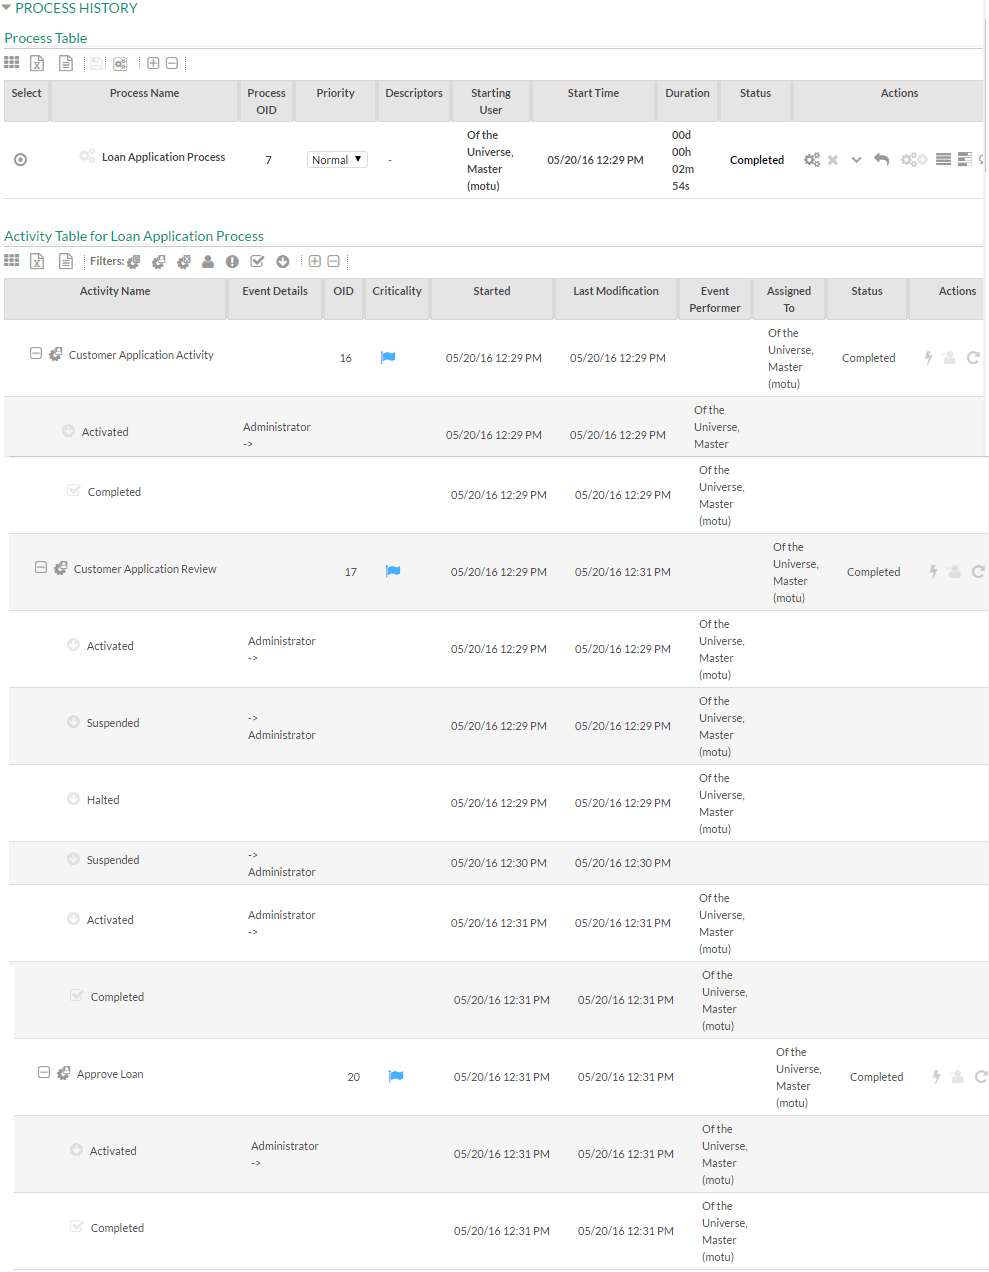 PROCESS HISTORY
Process Table
Select Process Name Process OID Priority Descriptors Starting User Start Time Duration Status Actions
Loan Application Process 7 Normal - Of the Universe, Master (motu) 05/20/16 12:29 PM 00d 00h 02m 54s Completed
Activity Table for Loan Application Process
Filters:
Activity Name Event Details OID Criticality Started Last Modification Event Performer Assigned To Status Actions
Customer Application Activity 16 05/20/16 12:29 PM 05/20/16 12:29 PM Of the Universe, Master (motu) Completed
Activated Administrator -> 05/20/16 12:29 PM 05/20/16 12:29 PM Of the Universe, Master
Completed 05/20/16 12:29 PM 05/20/16 12:29 PM Of the Universe, Master (motu)
Customer Application Review 17 05/20/16 12:29 PM 05/20/16 12:31 PM Of the Universe, Master (motu) Completed
Activated Administrator -> 05/20/16 12:29 PM 05/20/16 12:29 PM Of the Universe, Master (motu)
Suspended -> Administrator 05/20/16 12:29 PM 05/20/16 12:29 PM Of the Universe, Master (motu)
Halted 05/20/16 12:29 PM 05/20/16 12:29 PM Of the Universe, Master (motu)
Suspended -> Administrator 05/20/16 12:30 PM 05/20/16 12:30 PM
Activated Administrator -> 05/20/16 12:31 PM 05/20/16 12:31 PM Of the Universe, Master (motu)
Completed 05/20/16 12:31 PM 05/20/16 12:31 PM Of the Universe, Master (motu)
Approve Loan 20 05/20/16 12:31 PM 05/20/16 12:31 PM Of the Universe, Master (motu) Completed
Activated Administrator -> 05/20/16 12:31 PM 05/20/16 12:31 PM Of the Universe, Master (motu)
Completed 05/20/16 12:31 PM 05/20/16 12:31 PM Of the Universe, Master (motu)